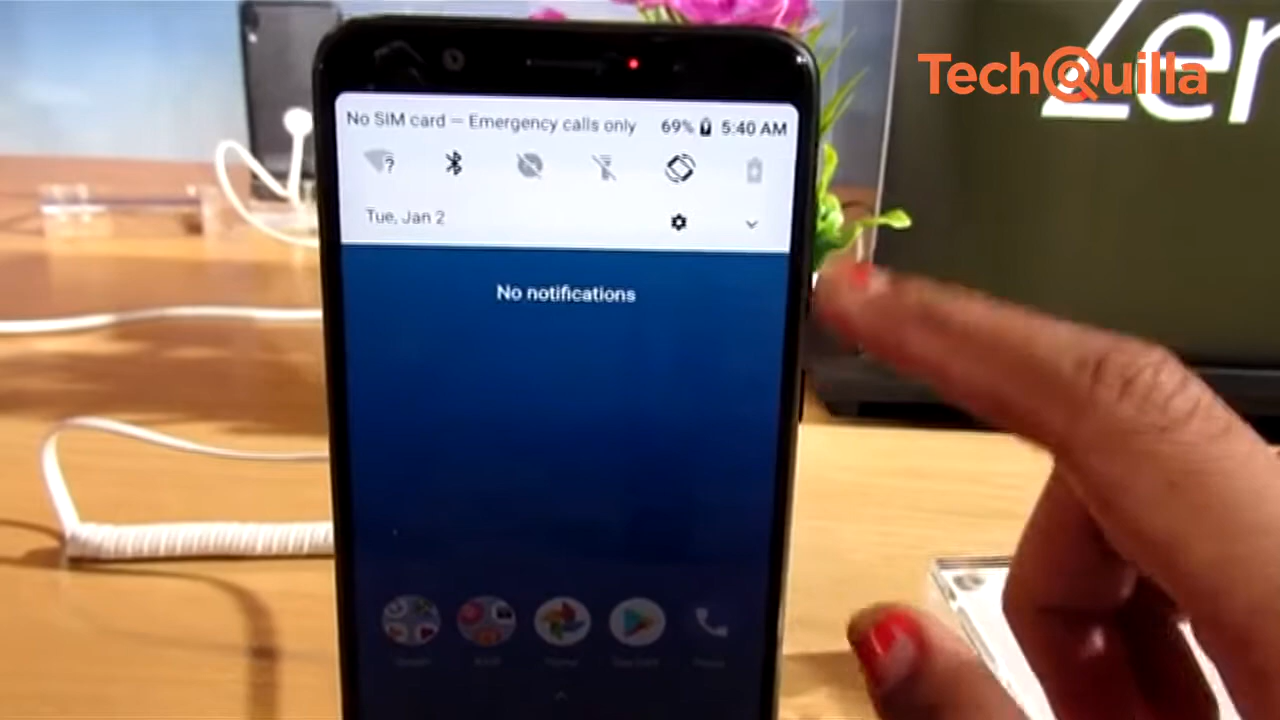 TechQuilla
Zen
No SIM card — Emergency calls only 69% 5:40 AM
?
Tue, Jan 2
No notifications